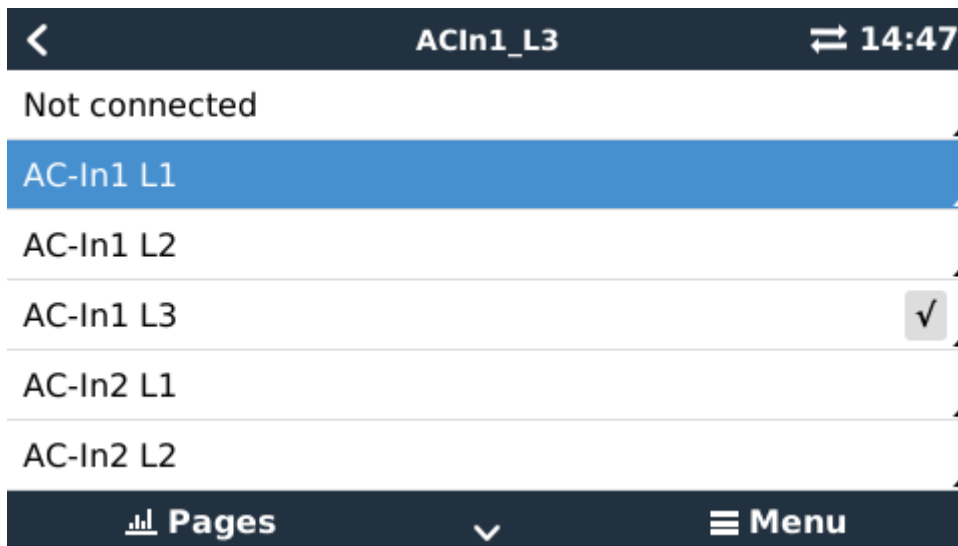 ACIn1_L3 14:47
Not connected
AC-In1 L1
AC-In1 L2
AC-In1 L3 √
AC-In2 L1
AC-In2 L2
Pages Menu